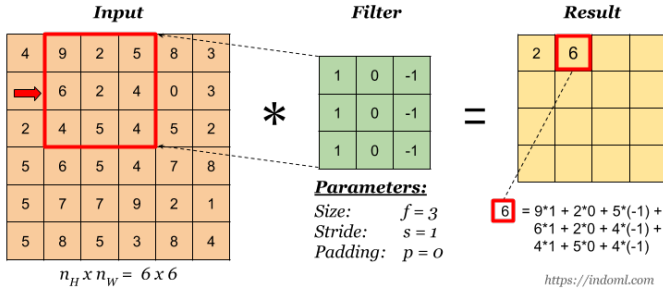 Input
Filter
Result
4 9 2 5 8 3
6 2 4 0 3
2 4 5 4 5 2
5 6 5 4 7 8
5 7 7 9 2 1
5 8 5 3 8 4
n_H x n_W = 6 x 6
*
1 0 -1
1 0 -1
1 0 -1
Parameters:
Size: f = 3
Stride: s = 1
Padding: p = 0
=
2 6
6 = 9*1 + 2*0 + 5*(-1) +
6*1 + 2*0 + 4*(-1) +
4*1 + 5*0 + 4*(-1)
https://indoml.com